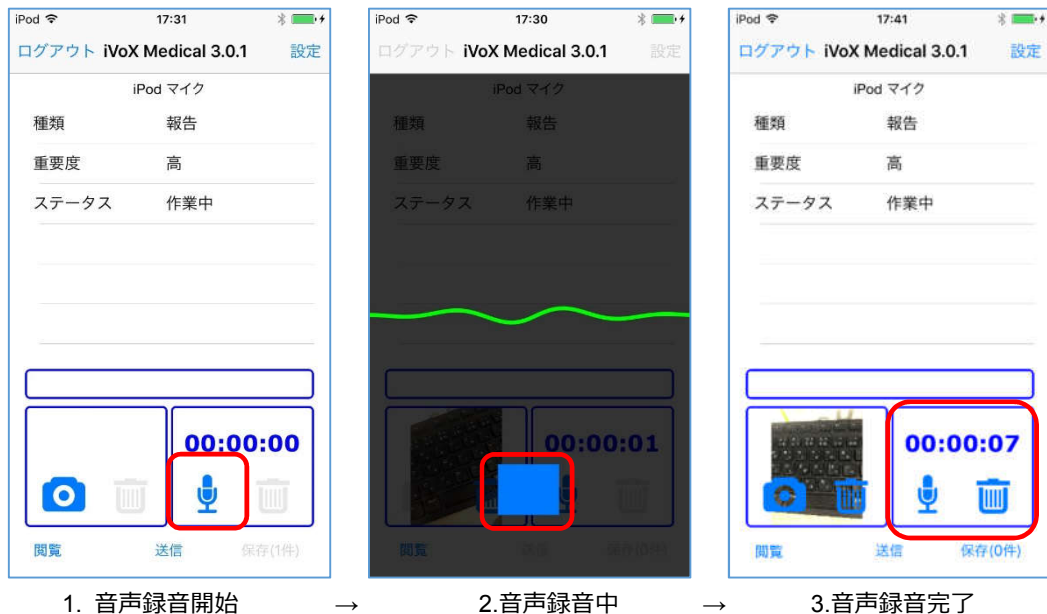 iPod 17:31
ログアウト iVoX Medical 3.0.1 設定
iPod マイク
種類 報告
重要度 高
ステータス 作業中
00:00:00
閲覧 送信 保存(1件)
iPod 17:30
ログアウト iVoX Medical 3.0.1 設定
iPod マイク
種類 報告
重要度 高
ステータス 作業中
00:00:01
閲覧 送信 保存(0件)
iPod 17:41
ログアウト iVoX Medical 3.0.1 設定
iPod マイク
種類 報告
重要度 高
ステータス 作業中
00:00:07
閲覧 送信 保存(0件)
1. 音声録音開始 → 2.音声録音中 → 3.音声録音完了